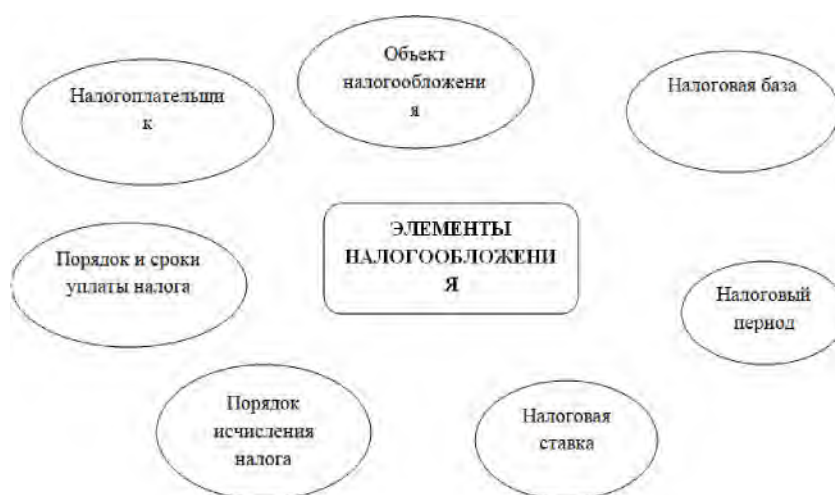 Объект
налогообложени
я
Налогоплательщи
к
Налоговая база
ЭЛЕМЕНТЫ
НАЛОГООБЛОЖЕНИ
Я
Порядок и сроки
уплаты налога
Налоговый
период
Порядок
исчисления
налога
Налоговая
ставка